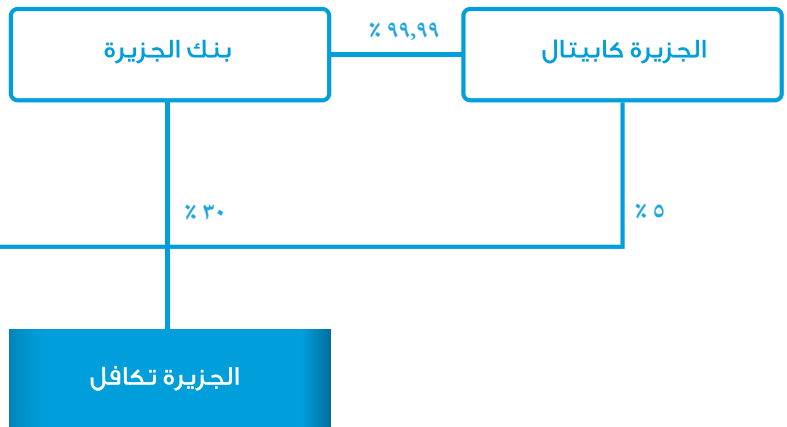 الجزيرة كابيتال
٩٩,٩٩ ٪
بنك الجزيرة
٥ ٪
٣٠ ٪
الجزيرة تكافل